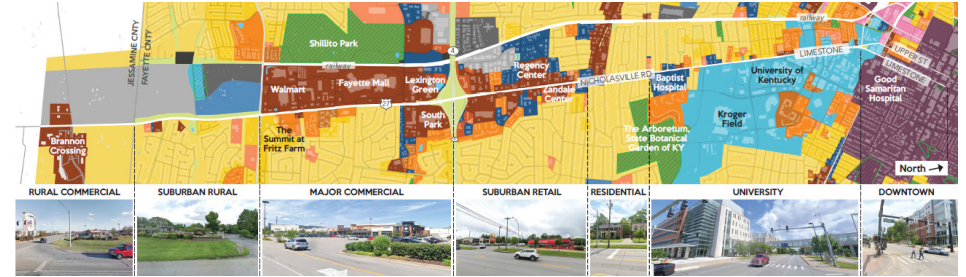 JESSAMINE CNTY
FAYETTE CNTY
Shillito Park
railway
4
railway
LIMESTONE
UPPER ST
LIMESTONE
Regency
Center
NICHOLASVILLE RD
Walmart
Fayette Mall
Lexington
Green
27
Zandale
Center
Baptist
Hospital
University of
Kentucky
Good
Samaritan
Hospital
South
Park
Kroger
Field
The
Summit at
Fritz Farm
Brannon
Crossing
The Arboretum,
State Botanical
Garden of KY
North
RURAL COMMERCIAL
SUBURBAN RURAL
MAJOR COMMERCIAL
SUBURBAN RETAIL
RESIDENTIAL
UNIVERSITY
DOWNTOWN